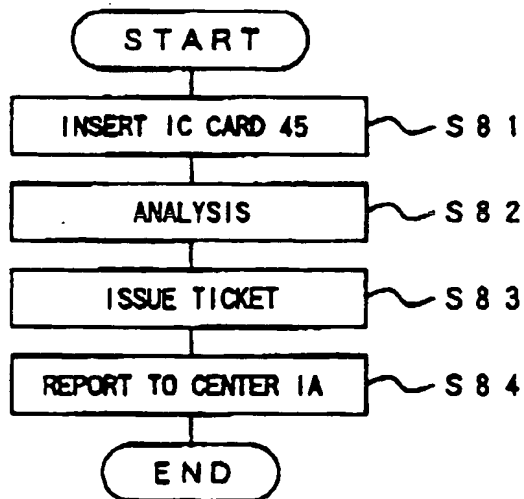 START
INSERT IC CARD 45
S81
ANALYSIS
S82
ISSUE TICKET
S83
REPORT TO CENTER 1A
S84
END